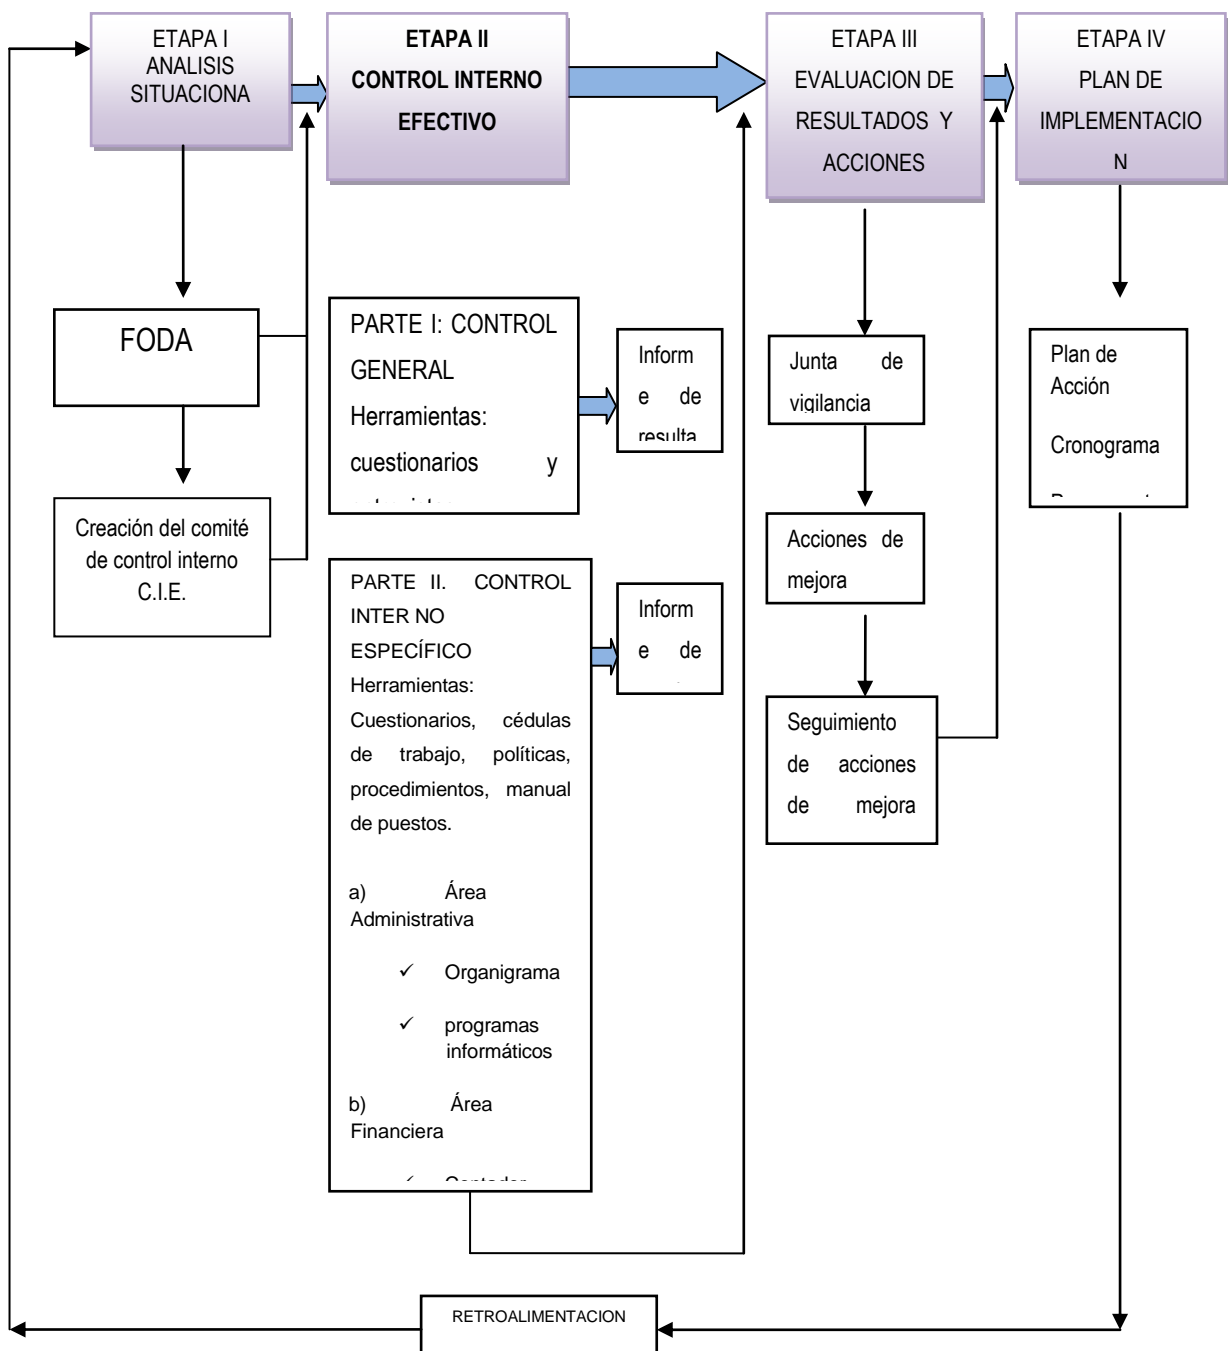 ETAPA I
ANALISIS
SITUACIONA
ETAPA II
CONTROL INTERNO
EFECTIVO
ETAPA III
EVALUACION DE
RESULTADOS Y
ACCIONES
ETAPA IV
PLAN DE
IMPLEMENTACIO
N
FODA
Creación del comité
de control interno
C.I.E.
PARTE I: CONTROL
GENERAL
Herramientas:
cuestionarios y
Inform
e de
resulta
PARTE II. CONTROL
INTER NO
ESPECÍFICO
Herramientas:
Cuestionarios, cédulas
de trabajo, políticas,
procedimientos, manual
de puestos.
a) Área
Administrativa
✓ Organigrama
✓ programas
informáticos
b) Área
Financiera
Inform
e de
Junta de
vigilancia
Acciones de
mejora
Seguimiento
de acciones
de mejora
Plan de
Acción
Cronograma
RETROALIMENTACION